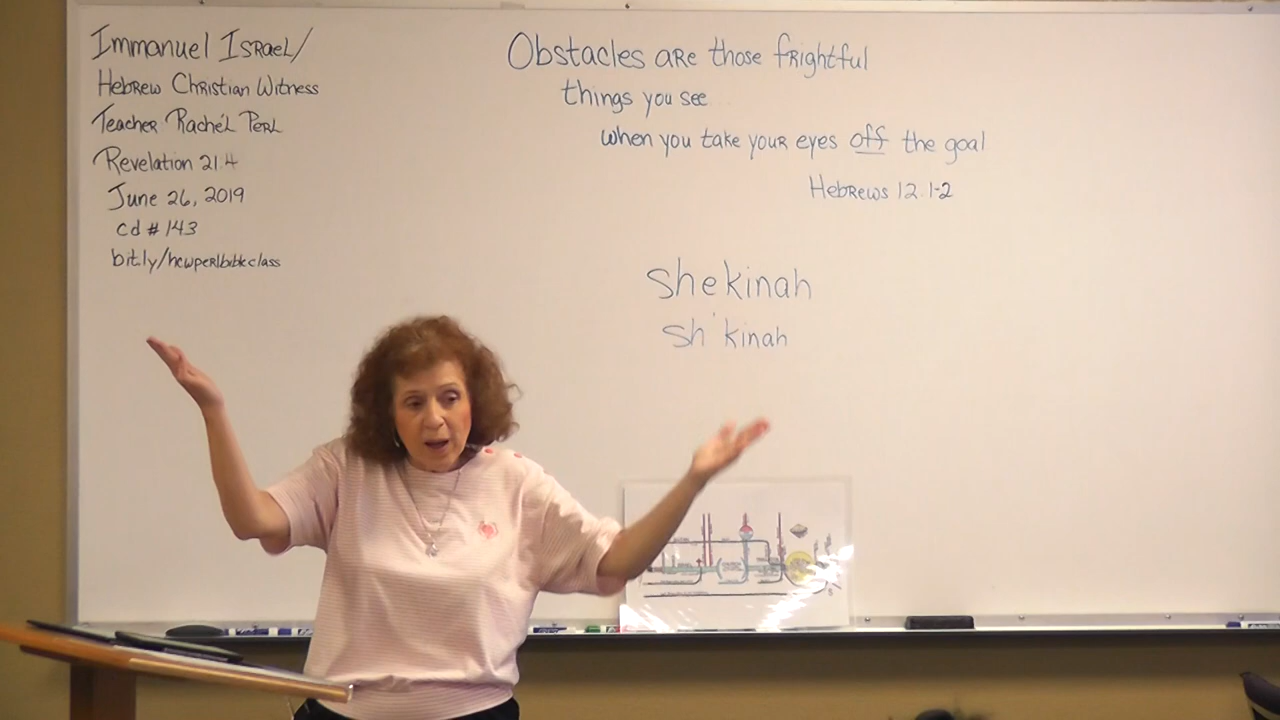 Immanuel Israel/
Hebrew Christian Witness
Teacher Rachél Perl
Revelation 21.4
June 26, 2019
cd # 143
bit.ly/newperlbibleclass
Obstacles are those frightful
things you see
when you take your eyes off the goal
Hebrews 12.1-2
shekinah
sh'kinah